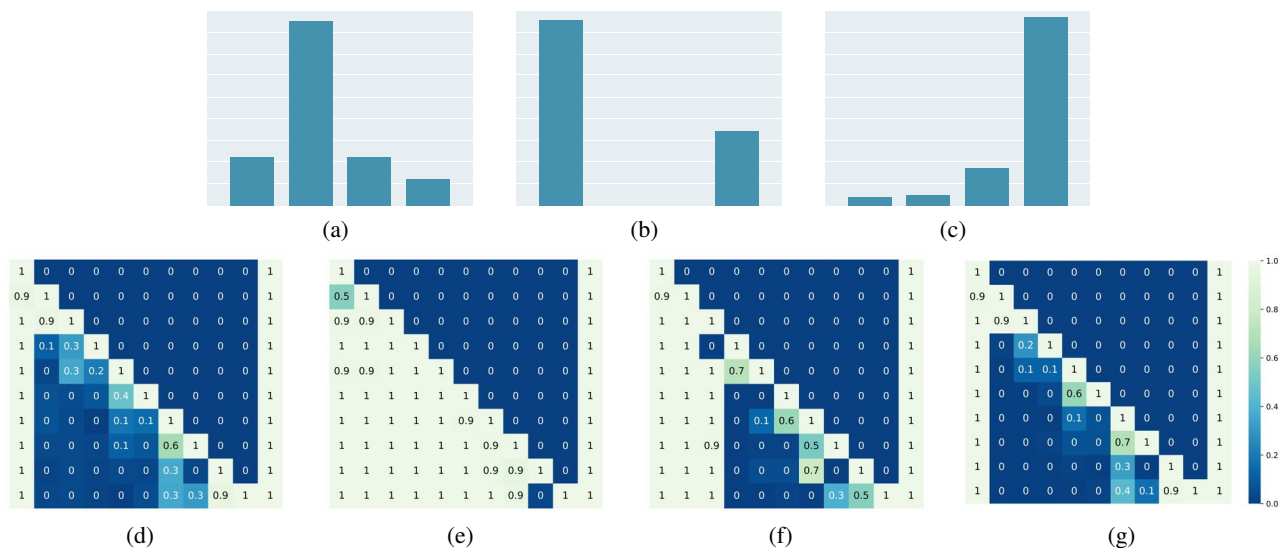 (a)
(b)
(c)
1 0 0 0 0 0 0 0 0 0 1
0.9 1 0 0 0 0 0 0 0 0 1
1 0.9 1 0 0 0 0 0 0 0 1
1 0.1 0.3 1 0 0 0 0 0 0 1
1 0 0.3 0.2 1 0 0 0 0 0 1
1 0 0 0 0.4 1 0 0 0 0 1
1 0 0 0 0.1 0.1 1 0 0 0 1
1 0 0 0 0.1 0 0.6 1 0 0 1
1 0 0 0 0 0 0.3 0 1 0 1
1 0 0 0 0 0 0.3 0.3 0.9 1 1
(d)
1 0 0 0 0 0 0 0 0 0 1
0.5 1 0 0 0 0 0 0 0 0 1
0.9 0.9 1 0 0 0 0 0 0 0 1
1 1 1 1 0 0 0 0 0 0 1
0.9 0.9 1 1 1 0 0 0 0 0 1
1 1 1 1 1 1 0 0 0 0 1
1 1 1 1 1 0.9 1 0 0 0 1
1 1 1 1 1 1 0.9 1 0 0 1
1 1 1 1 1 1 0.9 0.9 1 0 1
1 1 1 1 1 1 1 0.9 0 1 1
(e)
1 0 0 0 0 0 0 0 0 0 1
0.9 1 0 0 0 0 0 0 0 0 1
1 1 1 0 0 0 0 0 0 0 1
1 1 0 1 0 0 0 0 0 0 1
1 1 1 0.7 1 0 0 0 0 0 1
1 1 1 0 0 1 0 0 0 0 1
1 1 1 0 0.1 0.6 1 0 0 0 1
1 1 0.9 0 0 0 0.5 1 0 0 1
1 1 1 0 0 0 0.7 0 1 0 1
1 1 1 0 0 0 0 0.3 0.5 1 1
(f)
1 0 0 0 0 0 0 0 0 0 1
0.9 1 0 0 0 0 0 0 0 0 1
1 0.9 1 0 0 0 0 0 0 0 1
1 0 0.2 1 0 0 0 0 0 0 1
1 0 0.1 0.1 1 0 0 0 0 0 1
1 0 0 0 0.6 1 0 0 0 0 1
1 0 0 0 0.1 0 1 0 0 0 1
1 0 0 0 0 0 0.7 1 0 0 1
1 0 0 0 0 0 0.3 0 1 0 1
1 0 0 0 0 0 0.4 0.1 0.9 1 1
(g)
1.0
0.8
0.6
0.4
0.2
0.0